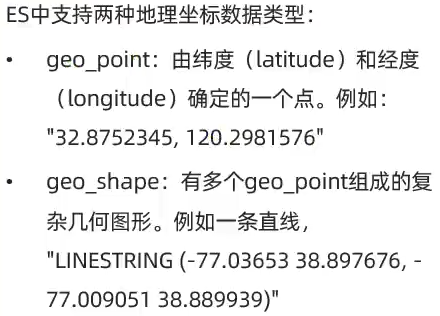 ES中支持两种地理坐标数据类型：
• geo_point：由纬度（latitude）和经度
（longitude）确定的一个点。例如：
"32.8752345, 120.2981576"
• geo_shape：有多个geo_point组成的复
杂几何图形。例如一条直线，
"LINESTRING (-77.03653 38.897676, -
77.009051 38.889939)"